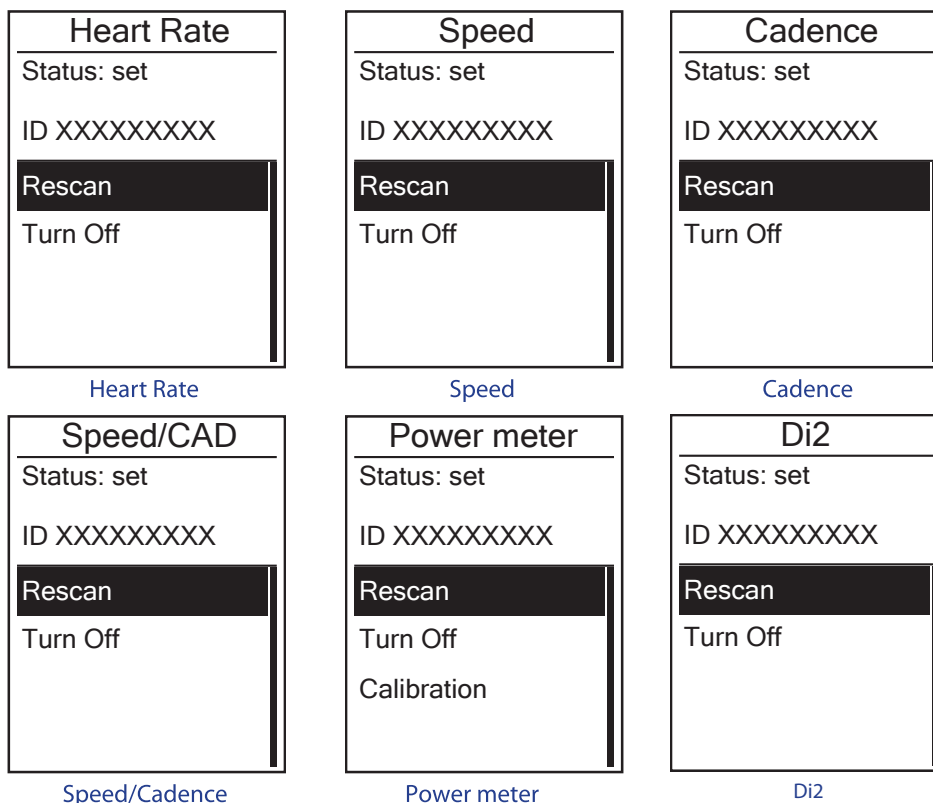 Heart Rate
Status: set
ID XXXXXXXXX
Rescan
Turn Off
Heart Rate
Speed
Status: set
ID XXXXXXXXX
Rescan
Turn Off
Speed
Cadence
Status: set
ID XXXXXXXXX
Rescan
Turn Off
Cadence
Speed/CAD
Status: set
ID XXXXXXXXX
Rescan
Turn Off
Speed/Cadence
Power meter
Status: set
ID XXXXXXXXX
Rescan
Turn Off
Calibration
Power meter
Di2
Status: set
ID XXXXXXXXX
Rescan
Turn Off
Di2